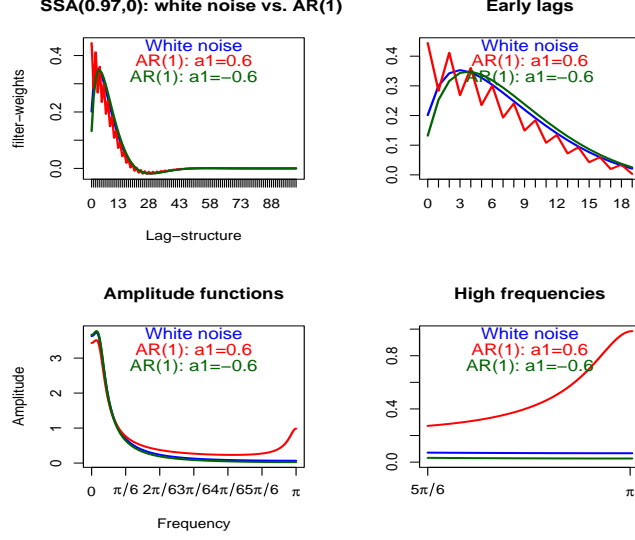 SSA(0.97,0): white noise vs. AR(1)
filter−weights
0.0 0.2 0.4
White noise
AR(1): a1=0.6
AR(1): a1=−0.6
0 13 28 43 58 73 88
Lag−structure
Early lags
0.0 0.1 0.2 0.3 0.4
White noise
AR(1): a1=0.6
AR(1): a1=−0.6
0 3 6 9 12 15 18
Amplitude functions
Amplitude
0 1 2 3
White noise
AR(1): a1=0.6
AR(1): a1=−0.6
0 π/6 2π/6 3π/6 4π/6 5π/6 π
Frequency
High frequencies
0.0 0.4 0.8
White noise
AR(1): a1=0.6
AR(1): a1=−0.6
5π/6 π